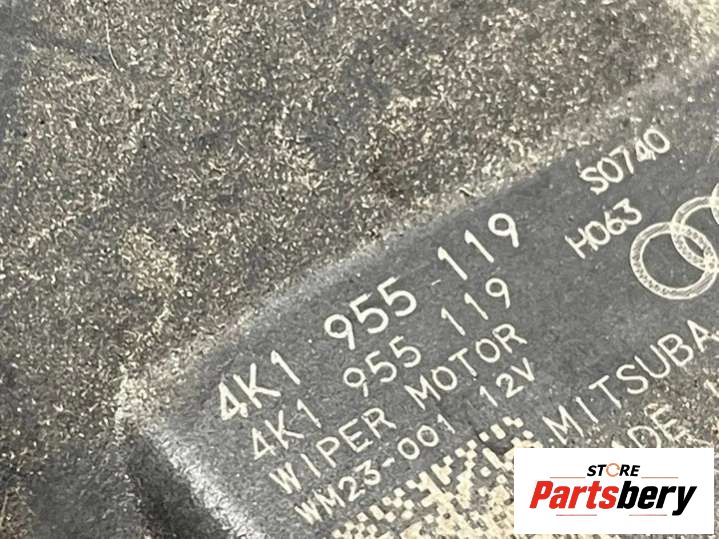 4K1 955 119
S0740
H063
4K1 955 119
WIPER MOTOR
WM23-001 12V
MITSUBA
STORE
Partsbery